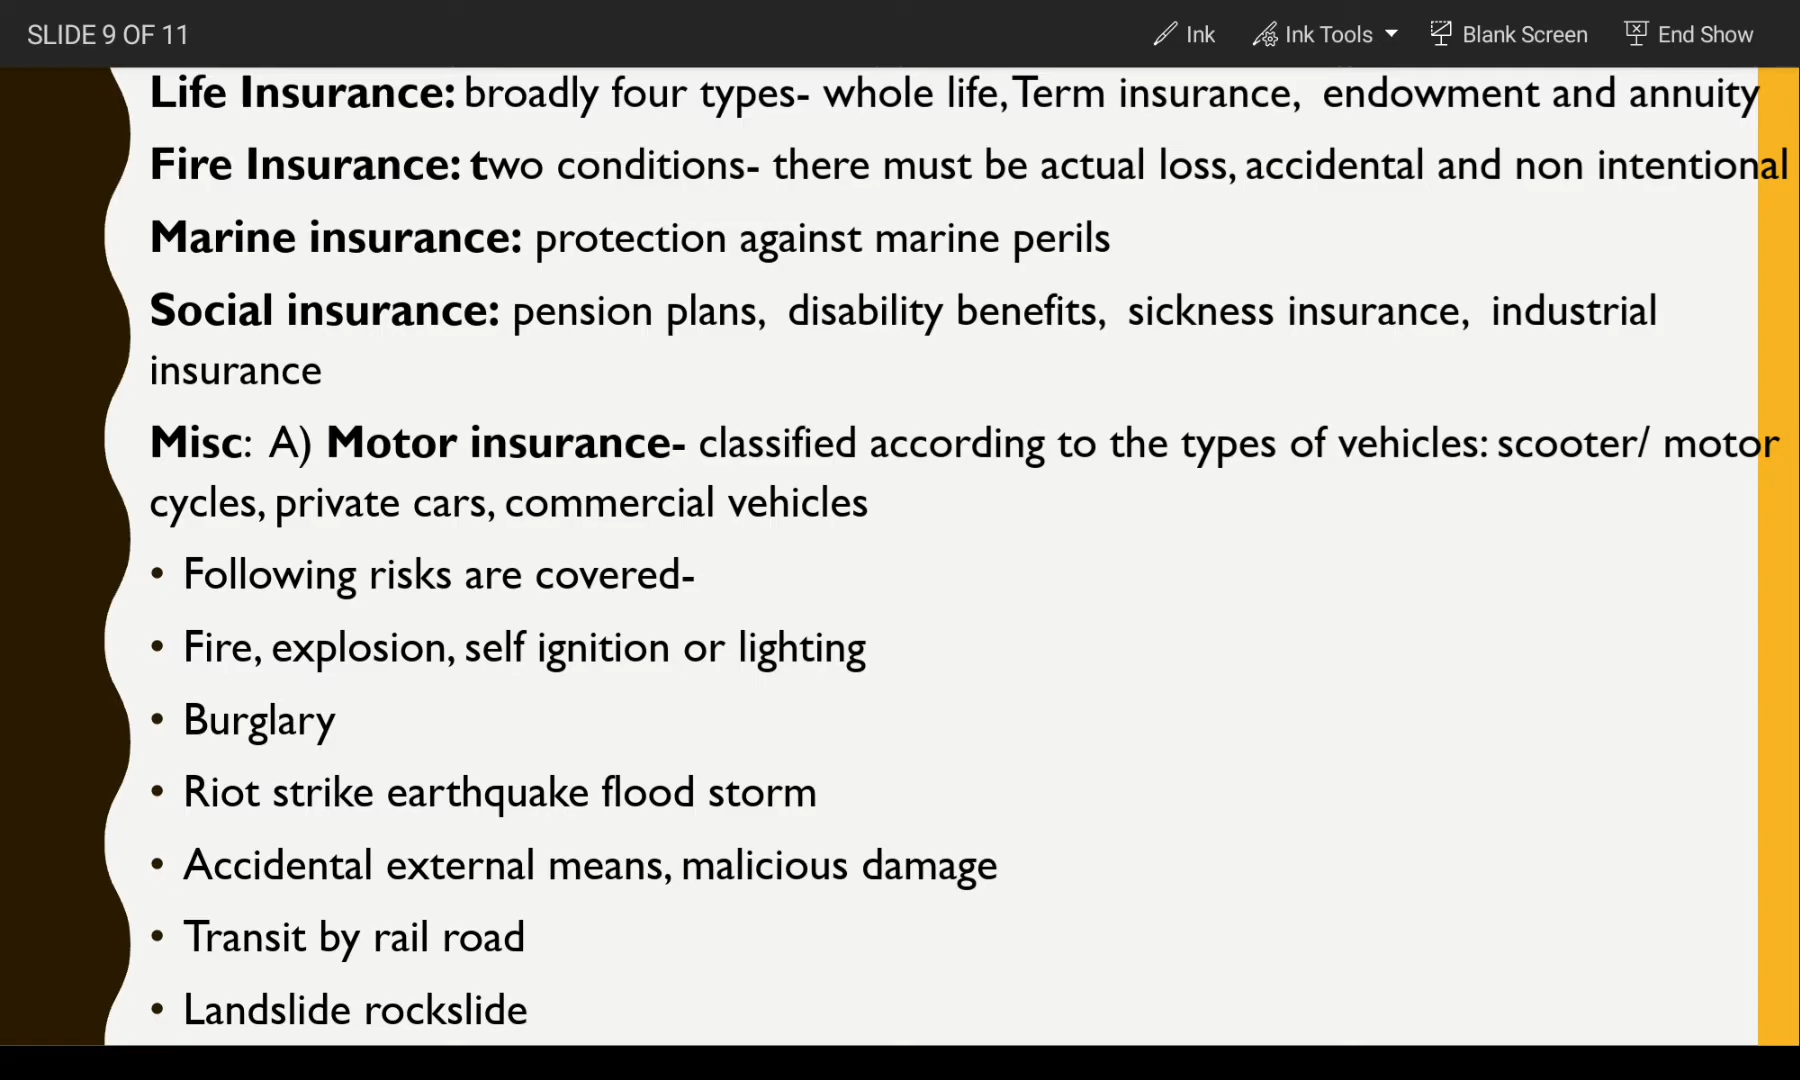 SLIDE 9 OF 11 Ink Ink Tools Blank Screen End Show
Life Insurance: broadly four types- whole life, Term insurance, endowment and annuity
Fire Insurance: two conditions- there must be actual loss, accidental and non intentional
Marine insurance: protection against marine perils
Social insurance: pension plans, disability benefits, sickness insurance, industrial
insurance
Misc: A) Motor insurance- classified according to the types of vehicles: scooter/ motor
cycles, private cars, commercial vehicles
• Following risks are covered-
• Fire, explosion, self ignition or lighting
• Burglary
• Riot strike earthquake flood storm
• Accidental external means, malicious damage
• Transit by rail road
• Landslide rockslide